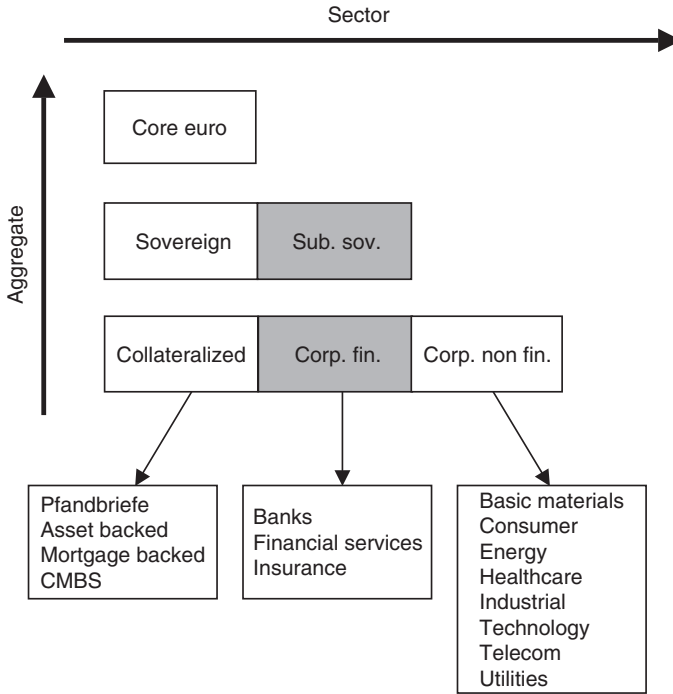 Sector
Aggregate
Core euro
Sovereign
Sub. sov.
Collateralized
Corp. fin.
Corp. non fin.
Pfandbriefe
Asset backed
Mortgage backed
CMBS
Banks
Financial services
Insurance
Basic materials
Consumer
Energy
Healthcare
Industrial
Technology
Telecom
Utilities